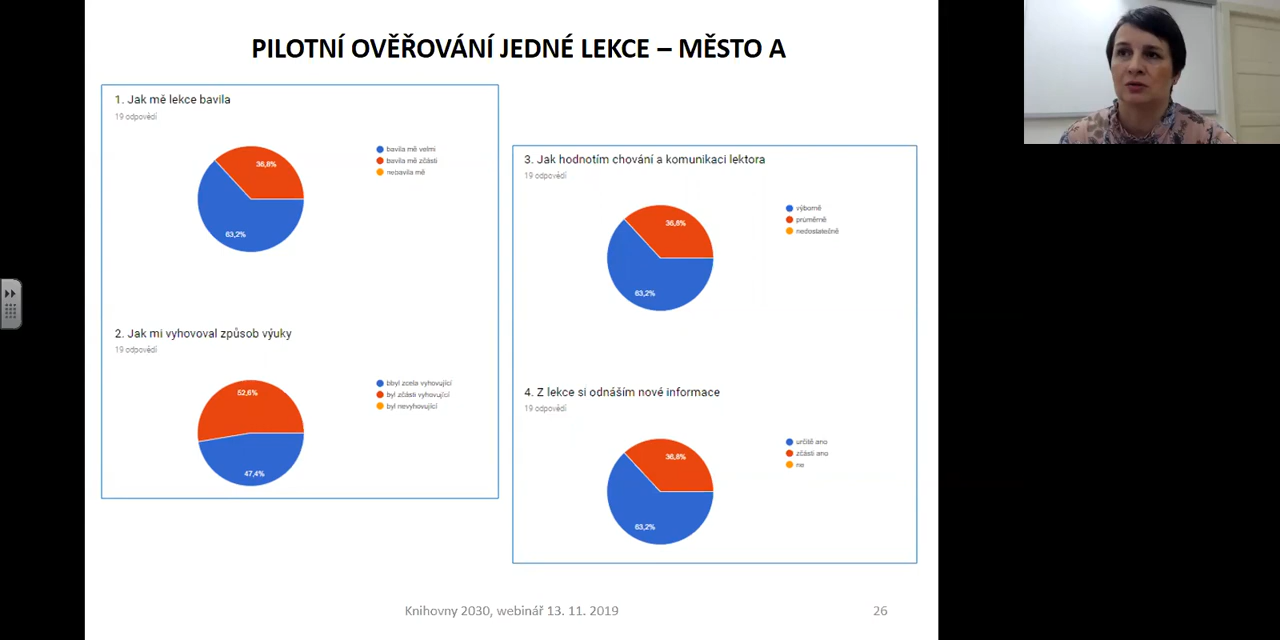 PILOTNÍ OVĚŘOVÁNÍ JEDNÉ LEKCE – MĚSTO A
1. Jak mě lekce bavila
19 odpovědí
36,8%
63,2%
bavila mě velmi
bavila mě zčásti
nebavila mě
2. Jak mi vyhovoval způsob výuky
19 odpovědí
52,6%
47,4%
bbyl zcela vyhovující
byl zčásti vyhovující
byl nevyhovující
3. Jak hodnotím chování a komunikaci lektora
19 odpovědí
36,8%
63,2%
výborně
průměrně
nedostatečně
4. Z lekce si odnáším nové informace
19 odpovědí
36,8%
63,2%
určitě ano
zčásti ano
ne
Knihovny 2030, webinář 13. 11. 2019
26